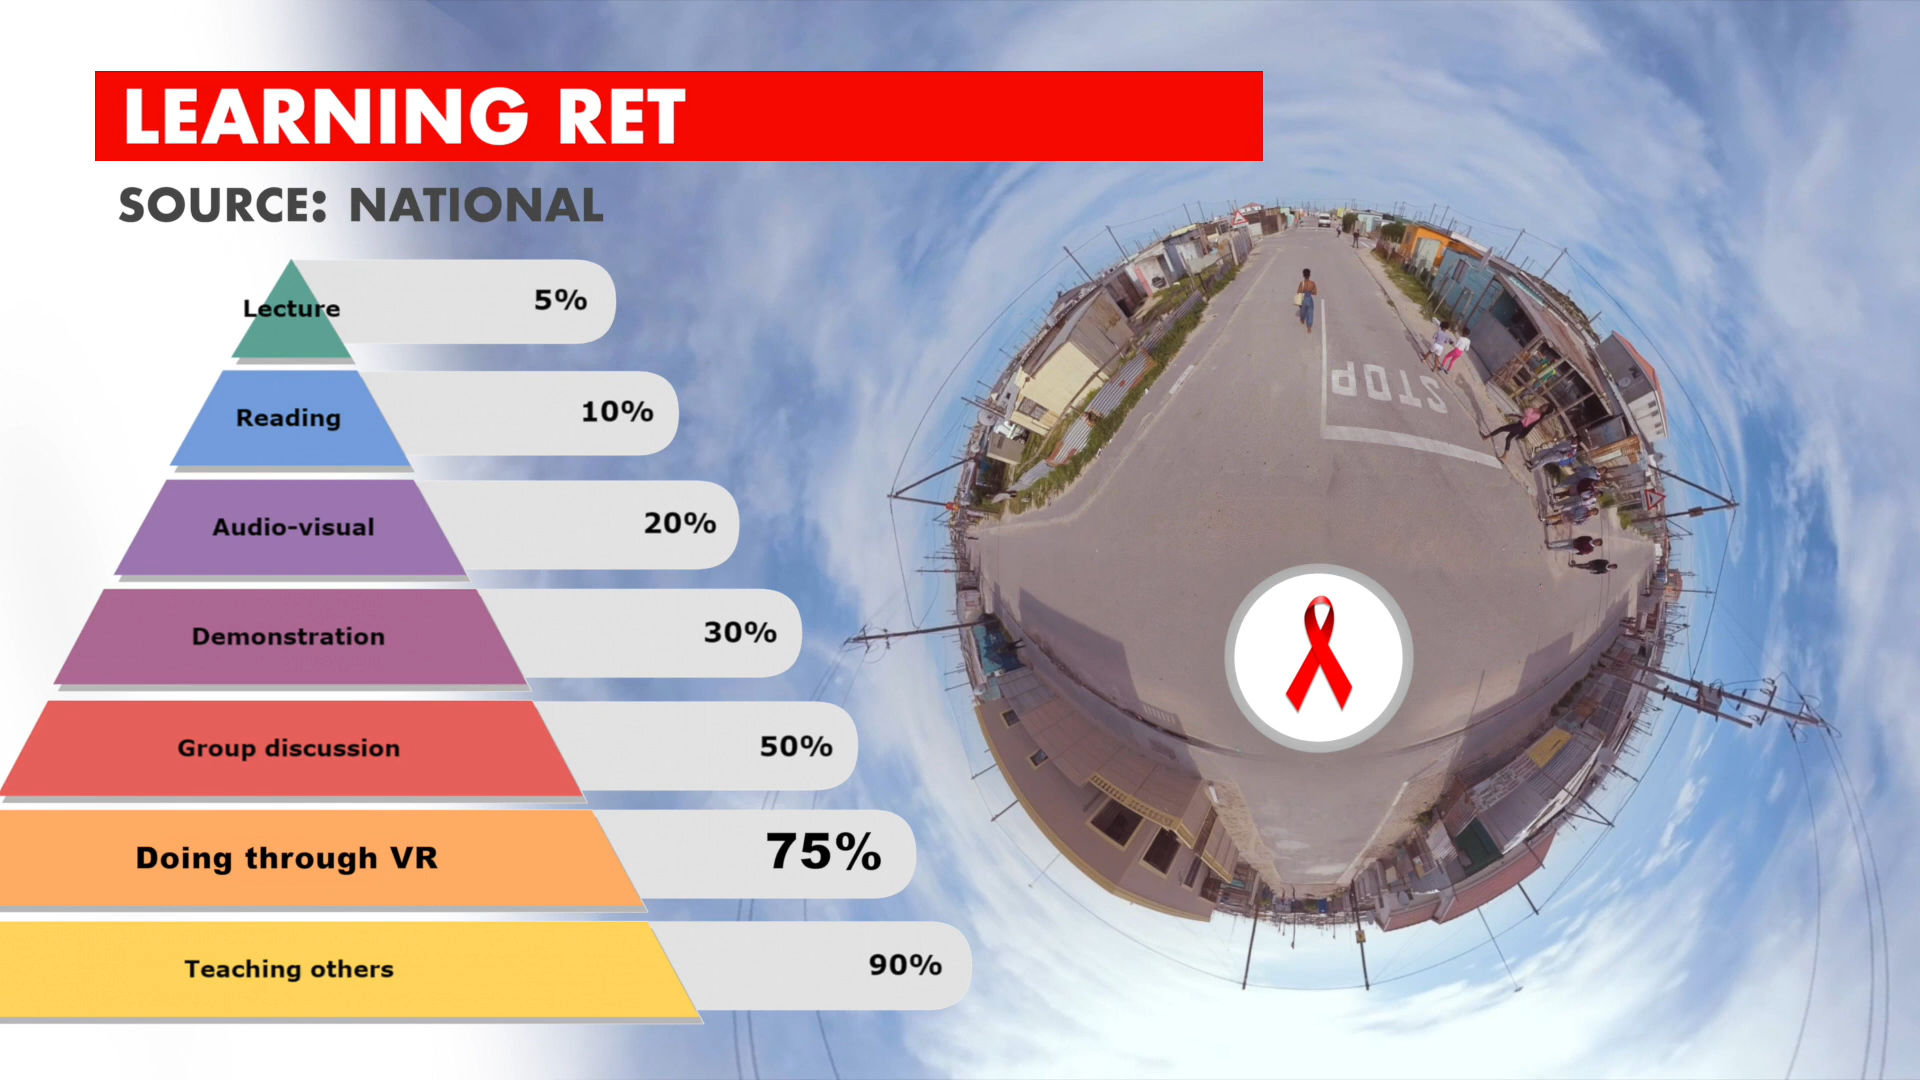 LEARNING RET
SOURCE: NATIONAL
Lecture 5%
Reading 10%
Audio-visual 20%
Demonstration 30%
Group discussion 50%
Doing through VR 75%
Teaching others 90%
STOP